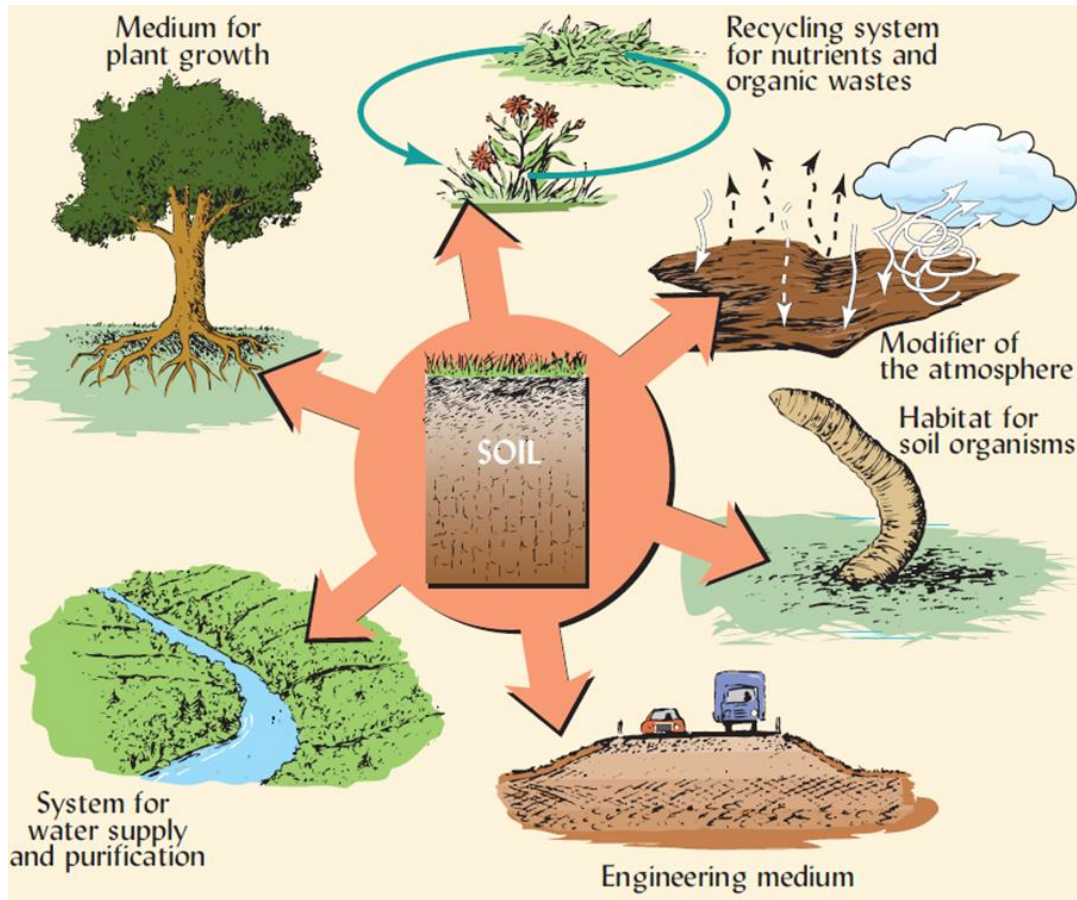 Medium for
plant growth
Recycling system
for nutrients and
organic wastes
Modifier of
the atmosphere
Habitat for
soil organisms
SOIL
System for
water supply
and purification
Engineering medium